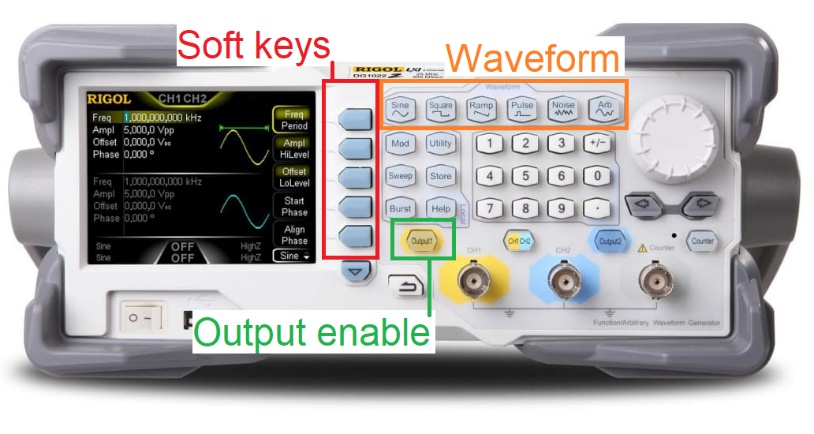 Soft keys
Waveform
RIGOL LXI
DG1022 Z
Waveform
RIGOL CH1 CH2
Freq 1,000,000,000 kHz
Ampl 5,000,0 Vpp
Offset 0,000,0 Vdc
Phase 0,000 °
Freq 1,000,000,000 kHz
Ampl 5,000,0 Vpp
Offset 0,000,0 Vdc
Phase 0,000 °
Sine OFF HighZ
Sine OFF HighZ
Freq
Period
Ampl
HiLevel
Offset
LoLevel
Start
Phase
Align
Phase
Sine
Sine Square Ramp Pulse Noise Arb
Mod Utility 1 2 3 +/-
Sweep Store 4 5 6 0
Burst Help 7 8 9 .
Local
Output1 CH1 CH2 Output2 Counter Counter
CH1 CH2
Output enable
Function/Arbitrary Waveform Generator